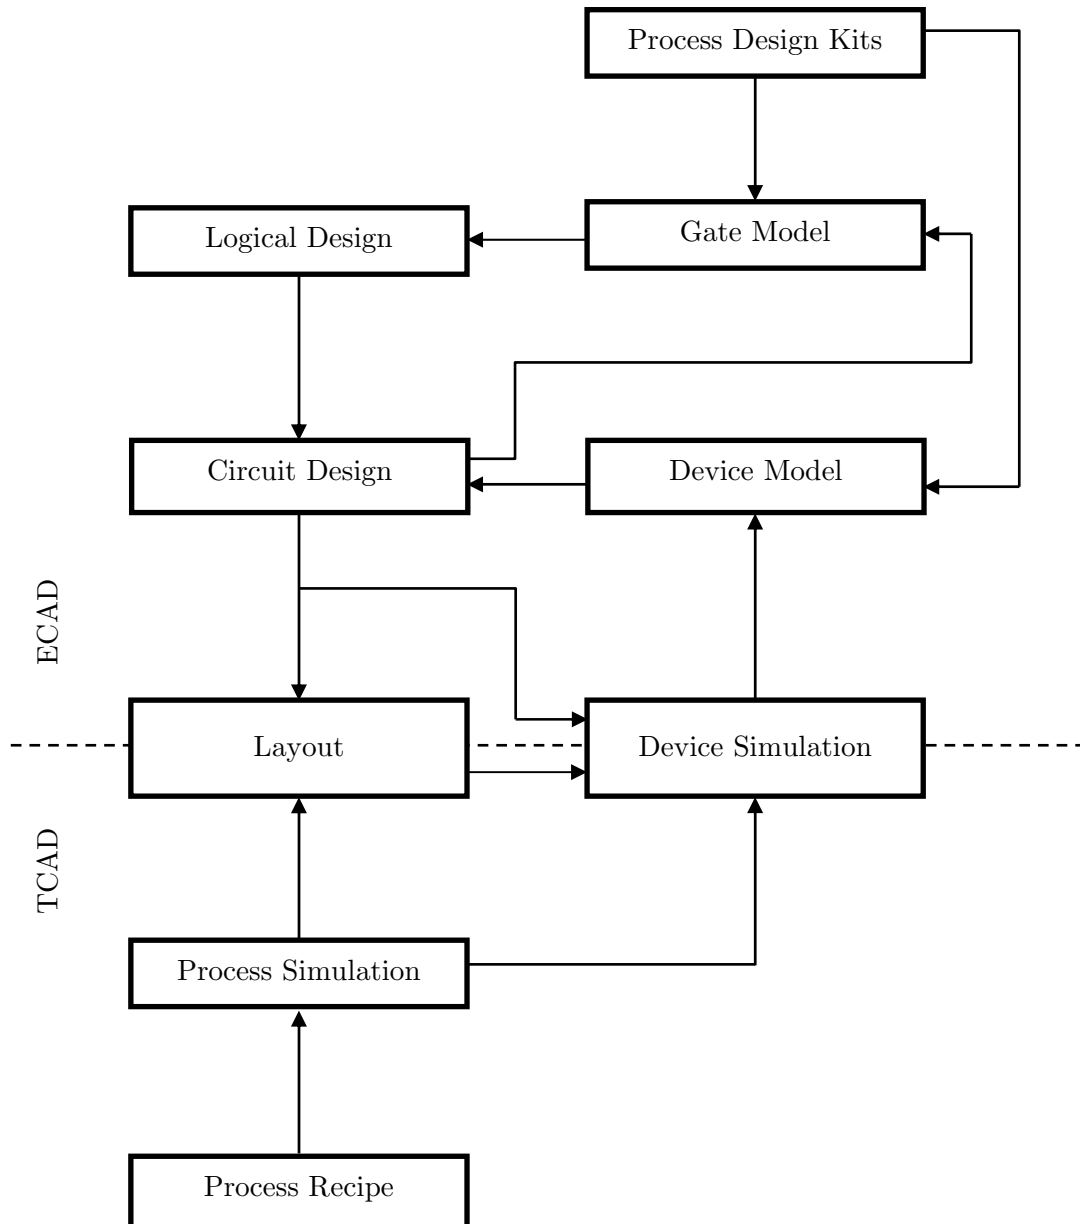 Process Design Kits
Logical Design
Gate Model
Circuit Design
Device Model
ECAD
Layout
Device Simulation
TCAD
Process Simulation
Process Recipe